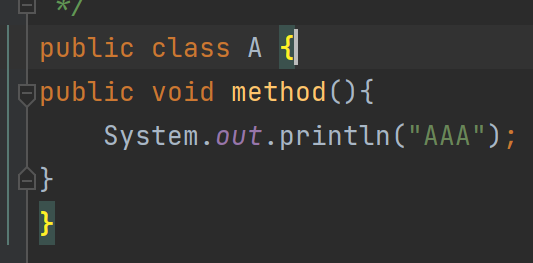 */
public class A {
public void method(){
    System.out.println("AAA");
}
}